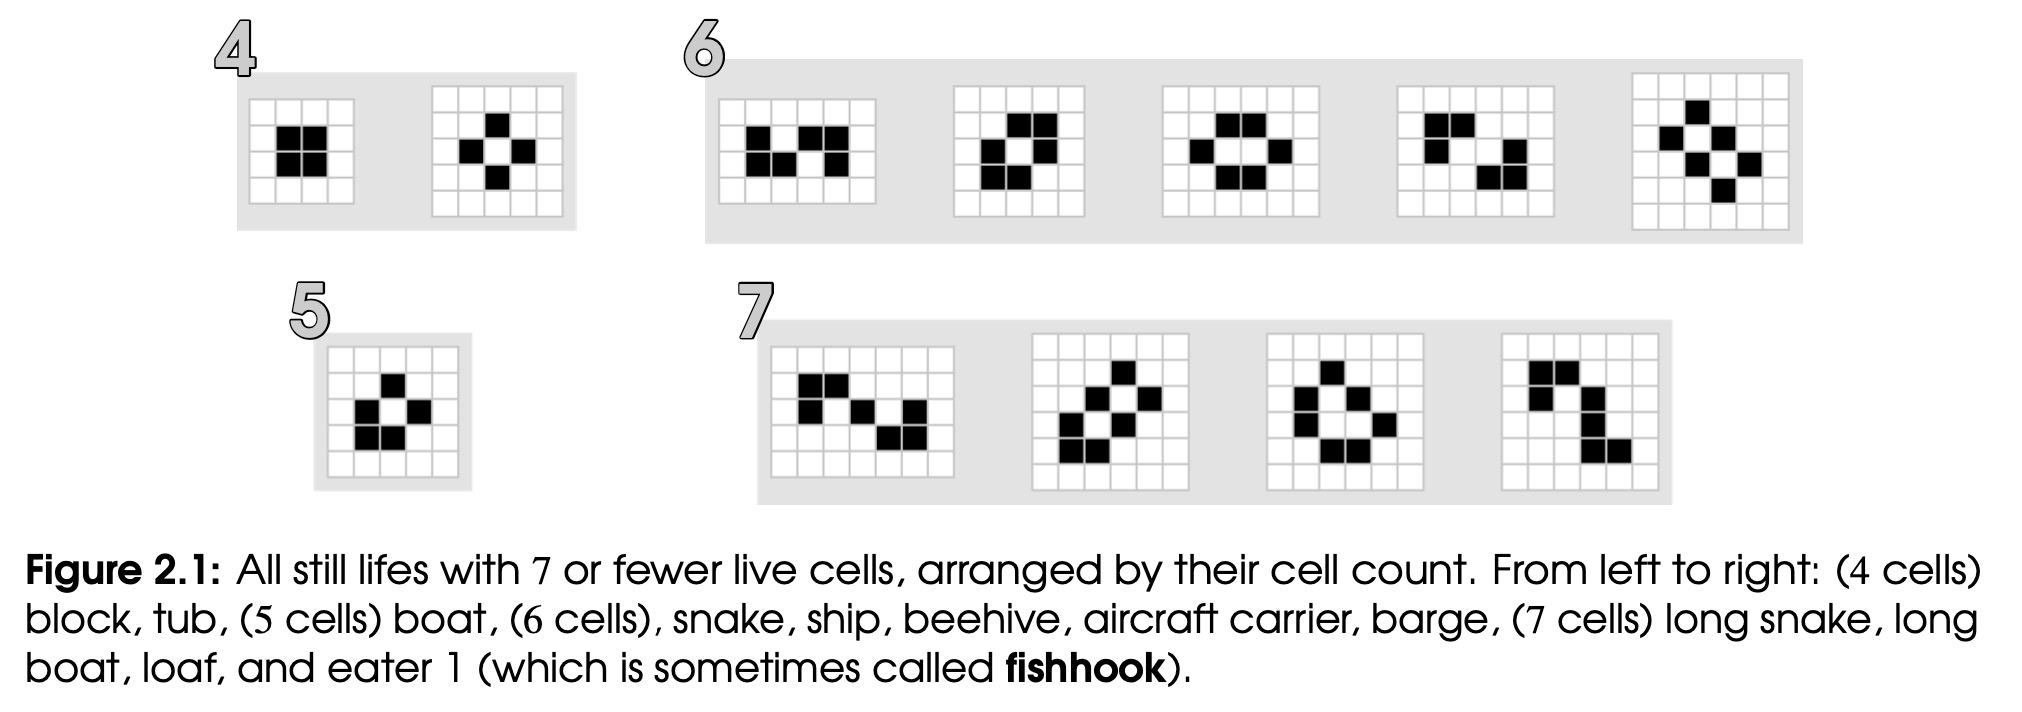 4
6
5
7
Figure 2.1: All still lifes with 7 or fewer live cells, arranged by their cell count. From left to right: (4 cells)
block, tub, (5 cells) boat, (6 cells), snake, ship, beehive, aircraft carrier, barge, (7 cells) long snake, long
boat, loaf, and eater 1 (which is sometimes called fishhook).